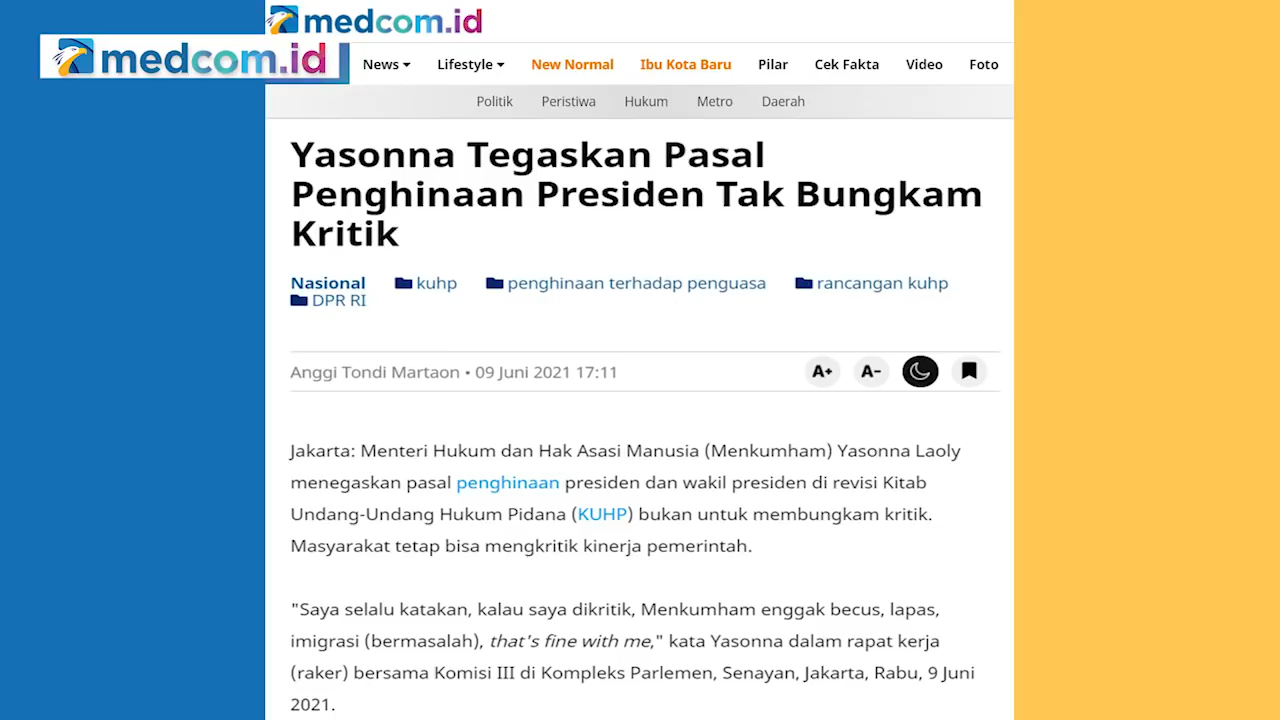 medcom.id
medcom.id
News Lifestyle New Normal Ibu Kota Baru Pilar Cek Fakta Video Foto
Politik Peristiwa Hukum Metro Daerah
Yasonna Tegaskan Pasal
Penghinaan Presiden Tak Bungkam
Kritik
Nasional kuhp penghinaan terhadap penguasa rancangan kuhp
DPR RI
Anggi Tondi Martaon • 09 Juni 2021 17:11 A+ A-
Jakarta: Menteri Hukum dan Hak Asasi Manusia (Menkumham) Yasonna Laoly
menegaskan pasal penghinaan presiden dan wakil presiden di revisi Kitab
Undang-Undang Hukum Pidana (KUHP) bukan untuk membungkam kritik.
Masyarakat tetap bisa mengkritik kinerja pemerintah.
"Saya selalu katakan, kalau saya dikritik, Menkumham enggak becus, lapas,
imigrasi (bermasalah), that's fine with me," kata Yasonna dalam rapat kerja
(raker) bersama Komisi III di Kompleks Parlemen, Senayan, Jakarta, Rabu, 9 Juni
2021.